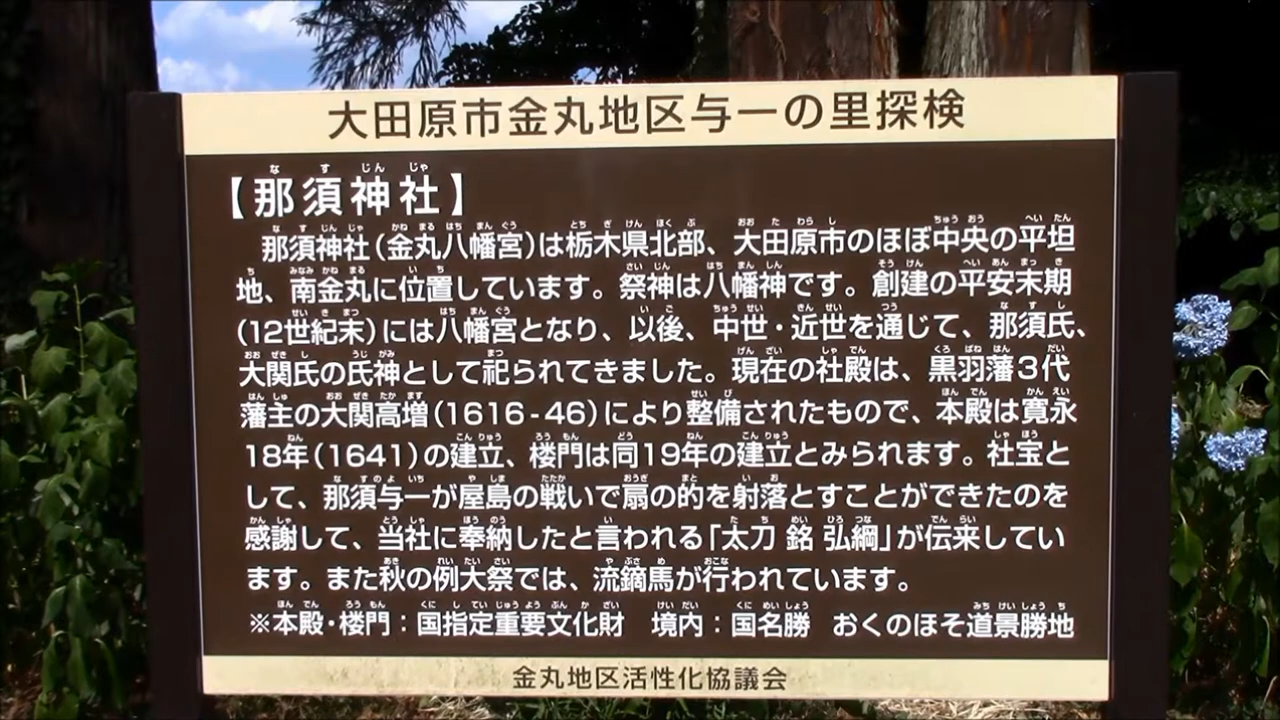 大田原市金丸地区与一の里探検
【那須神社】
那須神社(金丸八幡宮)は栃木県北部、大田原市のほぼ中央の平坦
地、南金丸に位置しています。祭神は八幡神です。創建の平安末期
(12世紀末)には八幡宮となり、以後、中世・近世を通じて、那須氏、
大関氏の氏神として祀られてきました。現在の社殿は、黒羽藩3代
藩主の大関高増(1616-46)により整備されたもので、本殿は寛永
18年(1641)の建立、楼門は同19年の建立とみられます。社宝と
して、那須与一が屋島の戦いで扇の的を射落とすことができたのを
感謝して、当社に奉納したと言われる「太刀 銘 弘綱」が伝来してい
ます。また秋の例大祭では、流鏑馬が行われています。
※本殿・楼門:国指定重要文化財 境内:国名勝 おくのほそ道景勝地
金丸地区活性化協議会